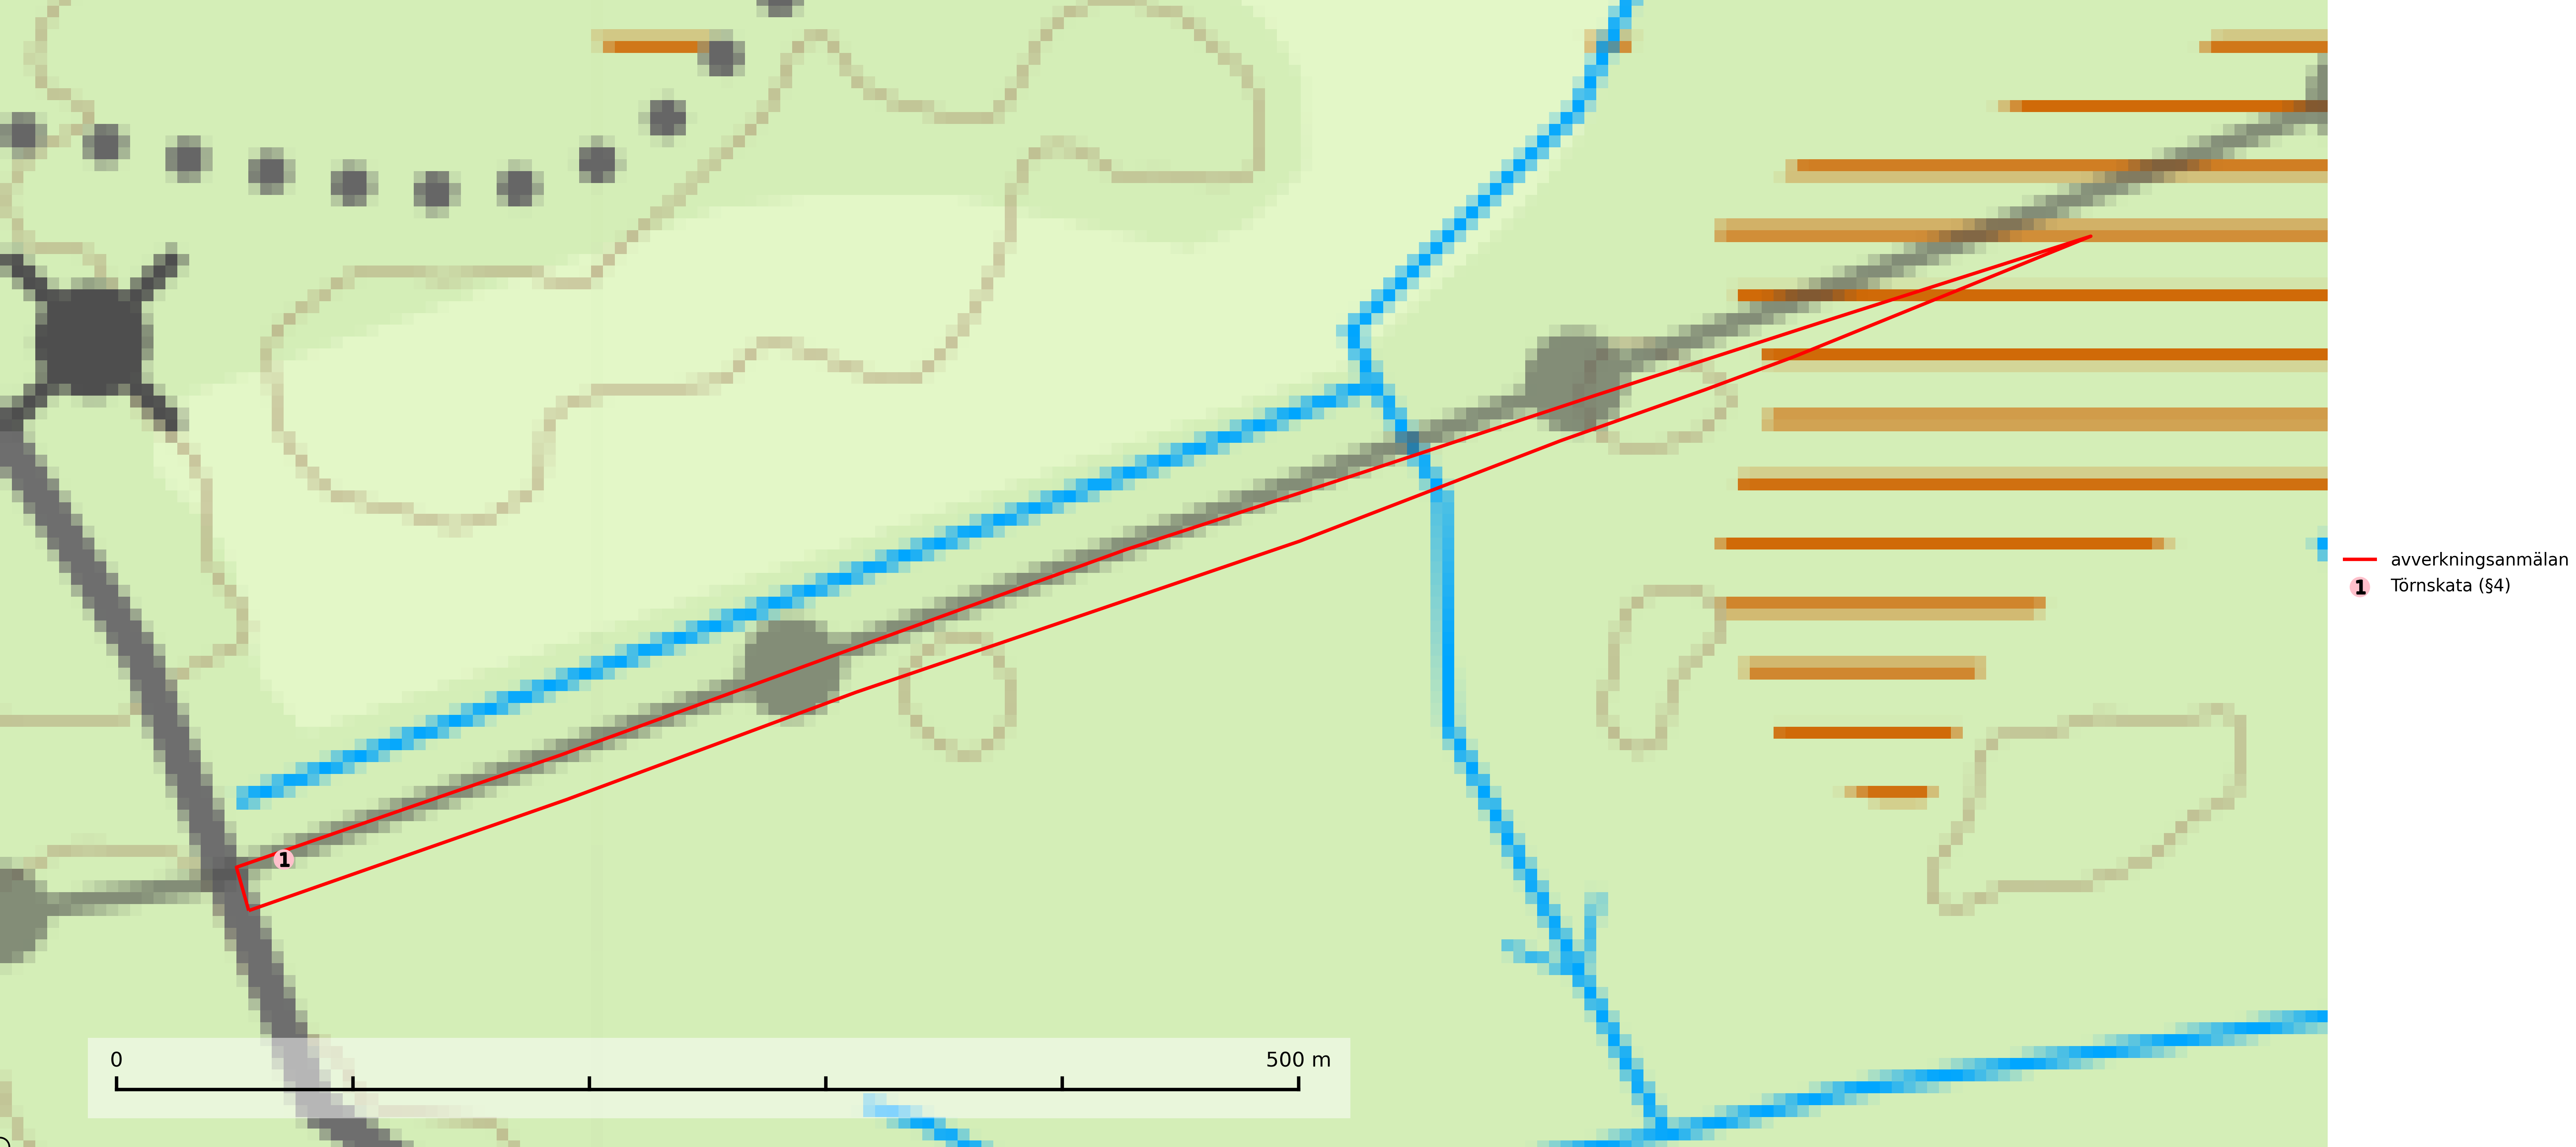 avverkningsanmälan
1 Törnskata (§4)
1
0 500 m